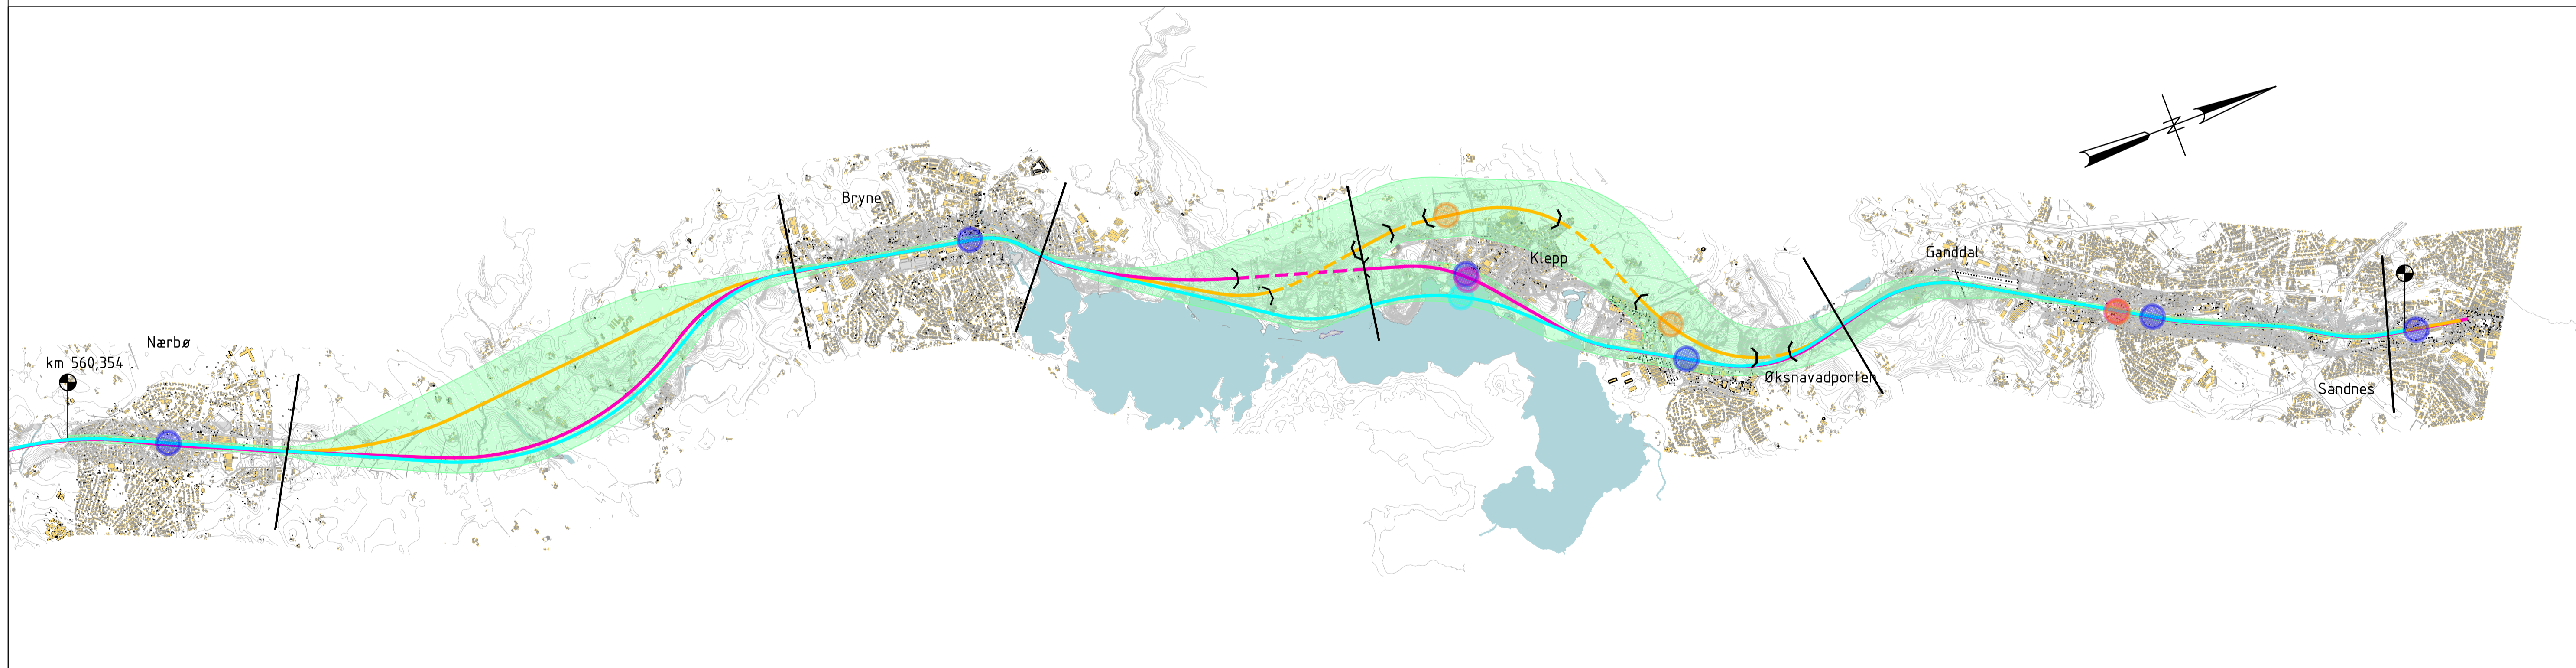 Nærbø
km 560,354
Bryne
Klepp
Øksnavadporten
Ganddal
Sandnes